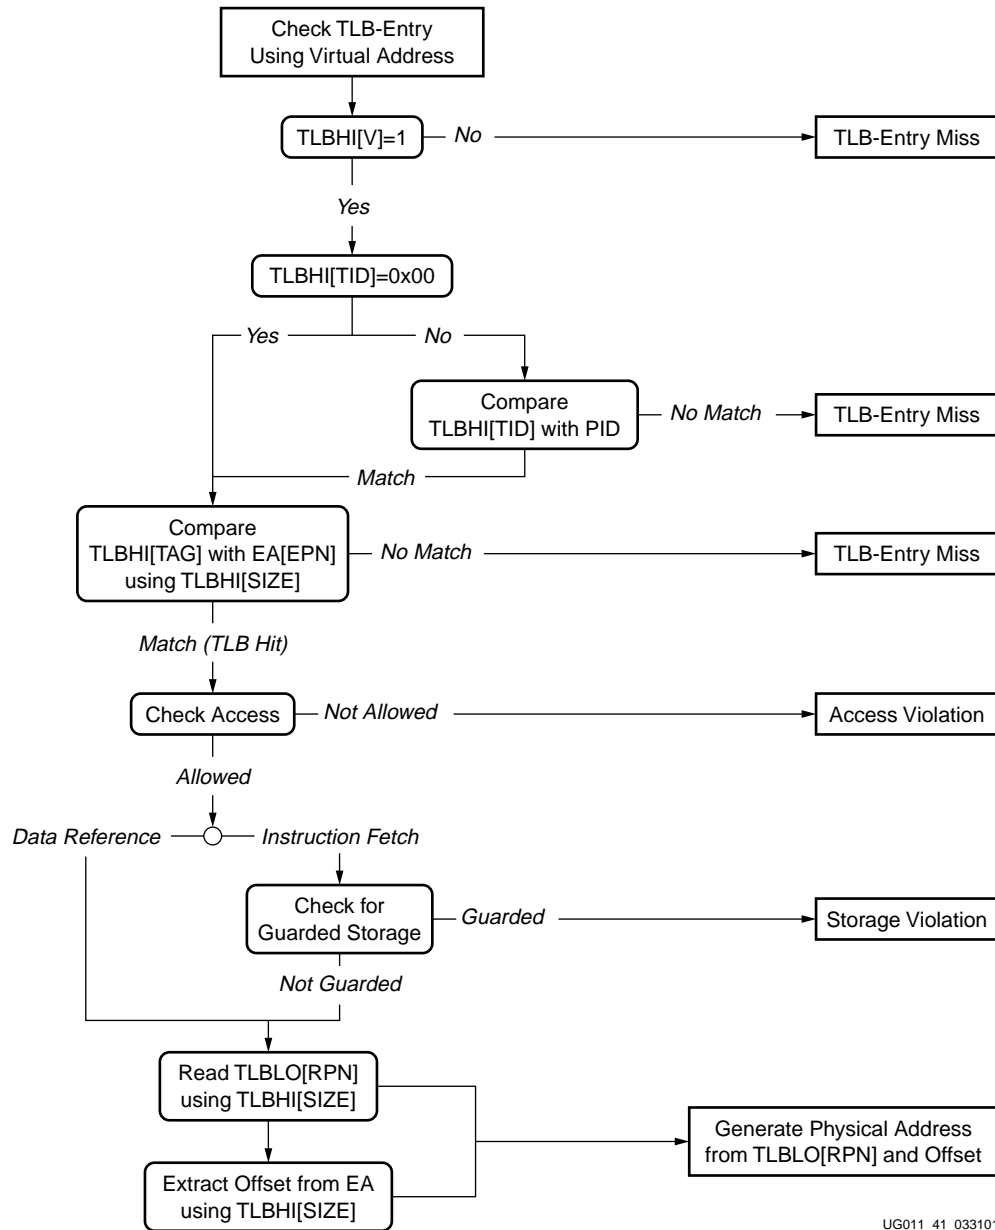 Check TLB-Entry
Using Virtual Address
TLBHI[V]=1
No
TLB-Entry Miss
Yes
TLBHI[TID]=0x00
Yes
No
Compare
TLBHI[TID] with PID
No Match
TLB-Entry Miss
Match
Compare
TLBHI[TAG] with EA[EPN]
using TLBHI[SIZE]
No Match
TLB-Entry Miss
Match (TLB Hit)
Check Access
Not Allowed
Access Violation
Allowed
Data Reference
Instruction Fetch
Check for
Guarded Storage
Guarded
Storage Violation
Not Guarded
Read TLBLO[RPN]
using TLBHI[SIZE]
Generate Physical Address
from TLBLO[RPN] and Offset
Extract Offset from EA
using TLBHI[SIZE]
UG011_41_033101